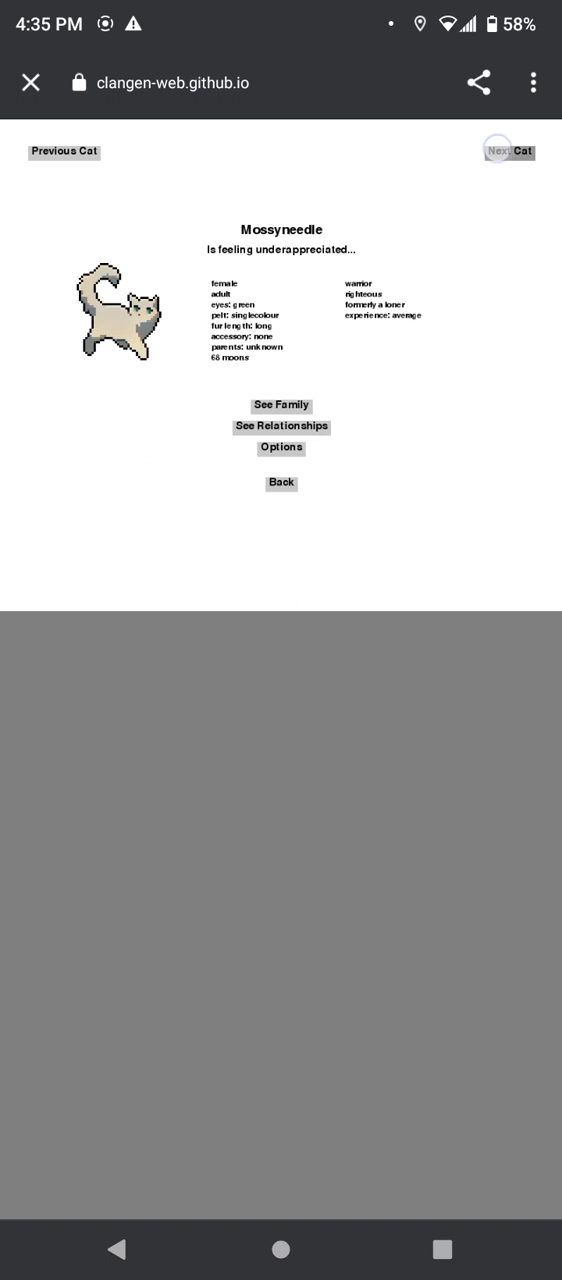 4:35 PM 58%
clangen-web.github.io
Previous Cat
Next Cat
Mossyneedle
Is feeling underappreciated...
female
adult
eyes: green
pelt: singlecolour
fur length: long
accessory: none
parents: unknown
68 moons
warrior
righteous
formerly a loner
experience: average
See Family
See Relationships
Options
Back